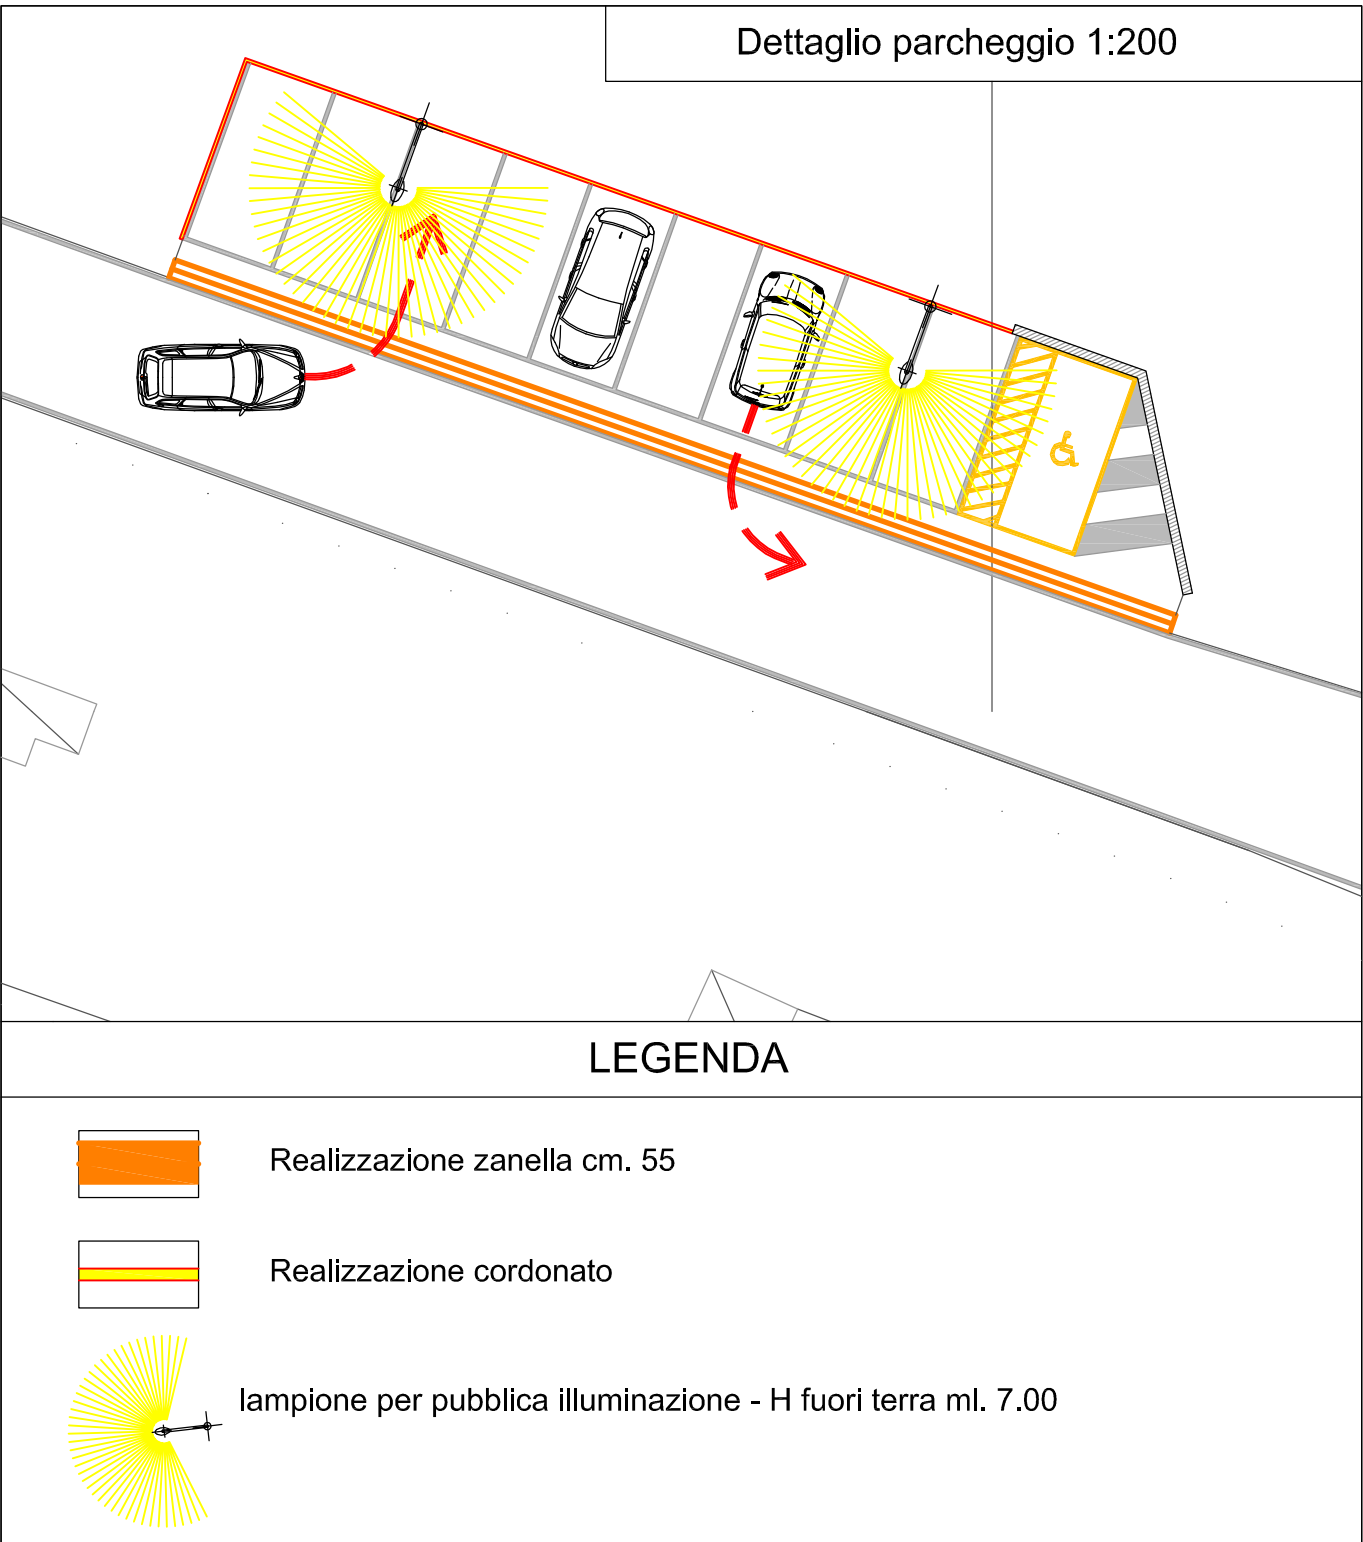 Dettaglio parcheggio 1:200
LEGENDA
Realizzazione zanella cm. 55
Realizzazione cordonato
lampione per pubblica illuminazione - H fuori terra ml. 7.00